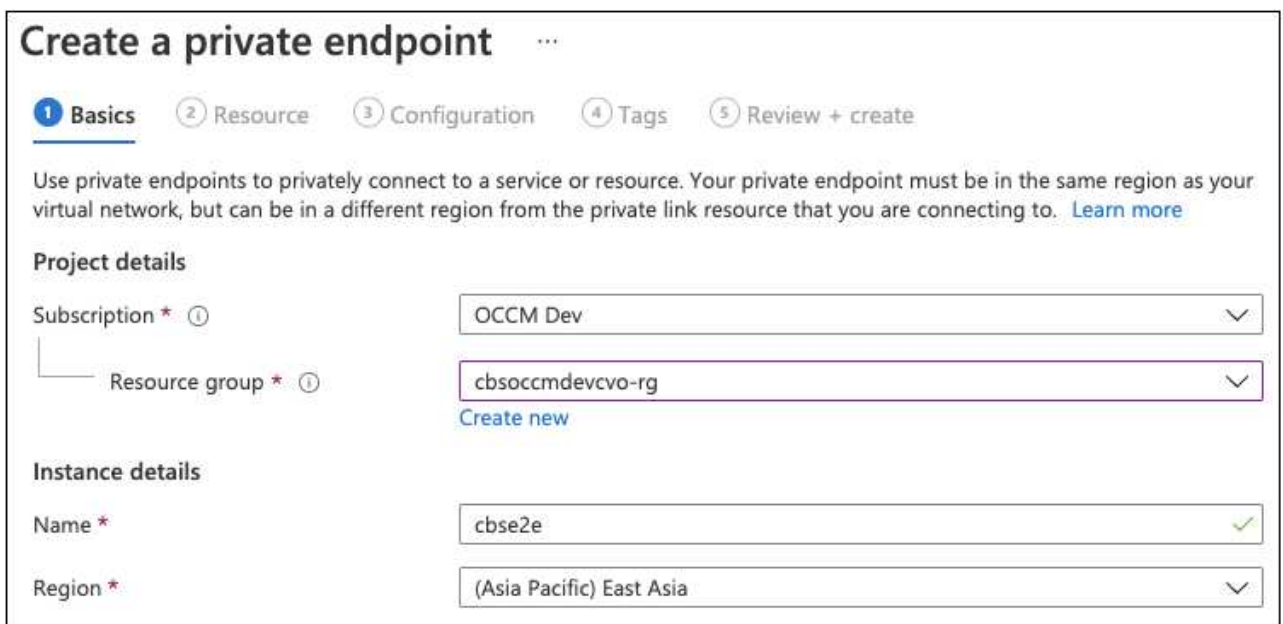 Create a private endpoint ...
1 Basics 2 Resource 3 Configuration 4 Tags 5 Review + create
Use private endpoints to privately connect to a service or resource. Your private endpoint must be in the same region as your
virtual network, but can be in a different region from the private link resource that you are connecting to. Learn more
Project details
Subscription * OCCM Dev
Resource group * cbsoccmdevcvo-rg
Create new
Instance details
Name * cbse2e
Region * (Asia Pacific) East Asia